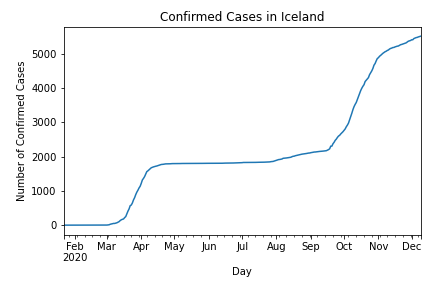 Confirmed Cases in Iceland
Number of Confirmed Cases
5000
4000
3000
2000
1000
0
Feb Mar Apr May Jun Jul Aug Sep Oct Nov Dec
2020
Day